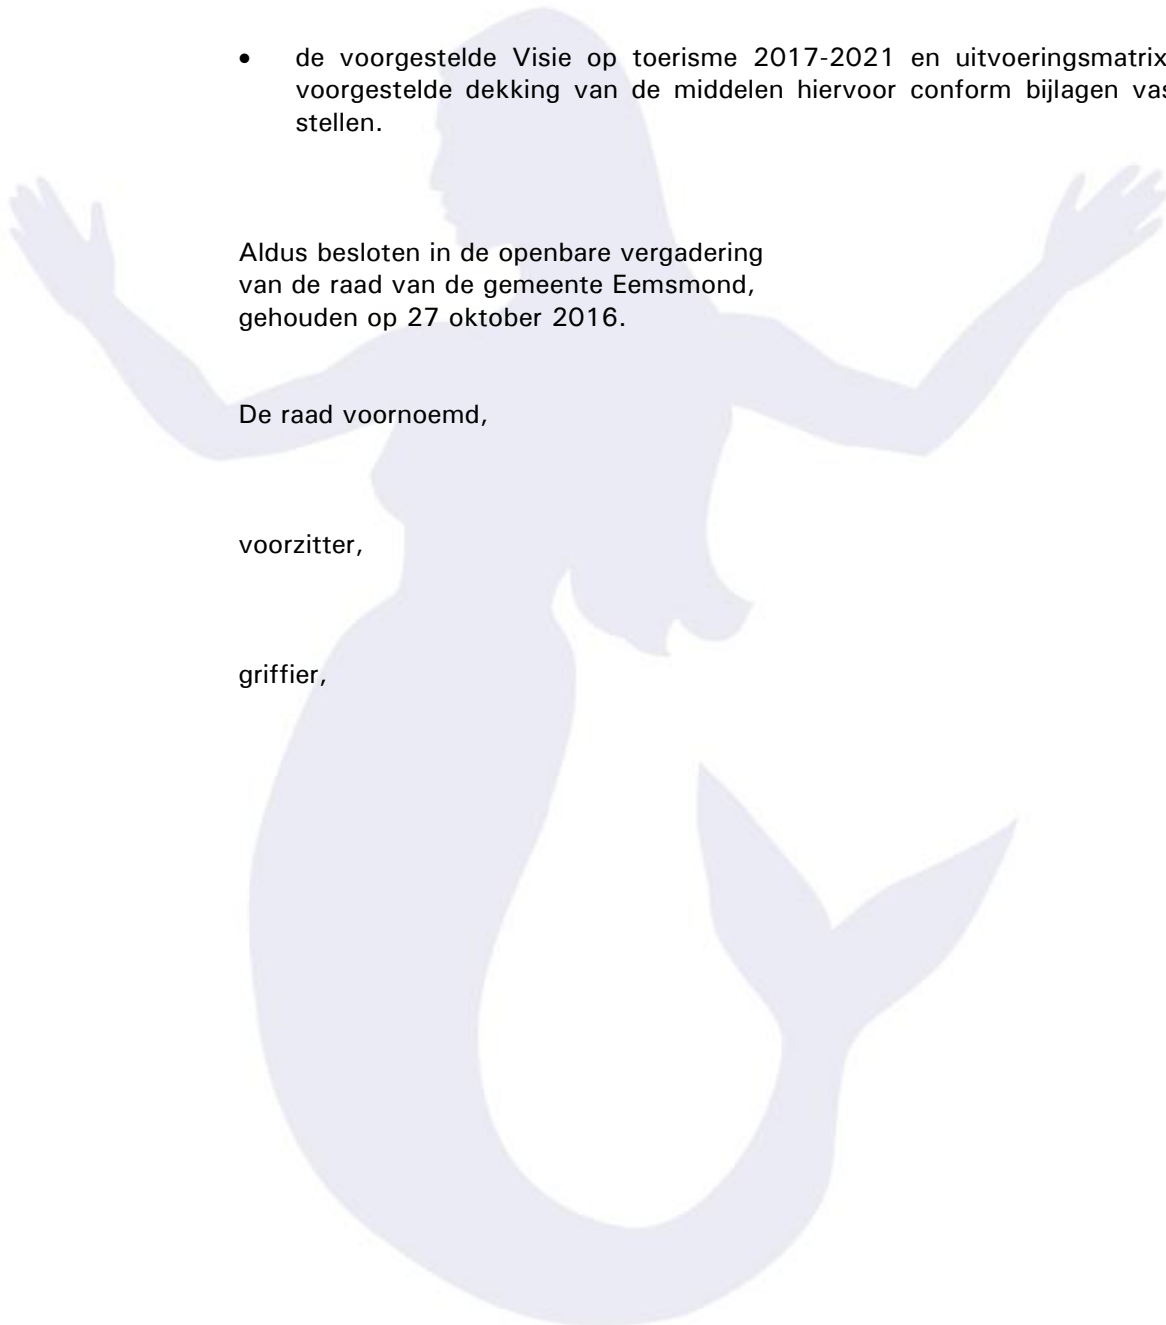 • de voorgestelde Visie op toerisme 2017-2021 en uitvoeringsmatrix
voorgestelde dekking van de middelen hiervoor conform bijlagen vas
stellen.
Aldus besloten in de openbare vergadering
van de raad van de gemeente Eemsmond,
gehouden op 27 oktober 2016.
De raad voornoemd,
voorzitter,
griffier,